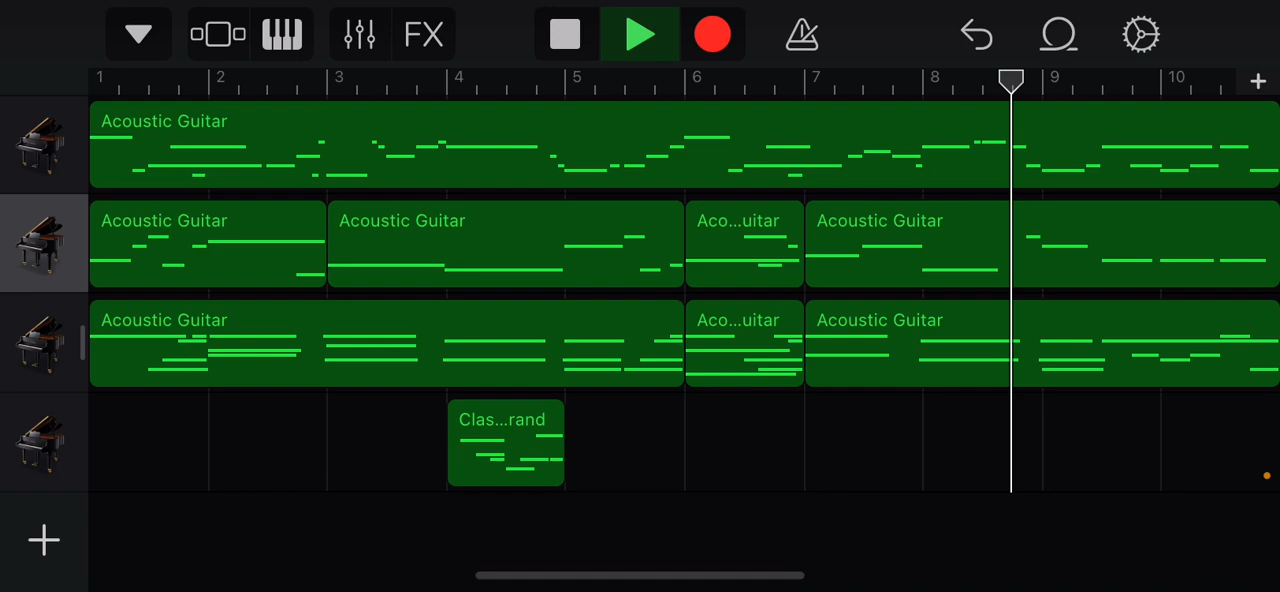 FX
1 2 3 4 5 6 7 8 9 10
Acoustic Guitar
Acoustic Guitar Acoustic Guitar Aco...uitar Acoustic Guitar
Acoustic Guitar Aco...uitar Acoustic Guitar
Clas...rand